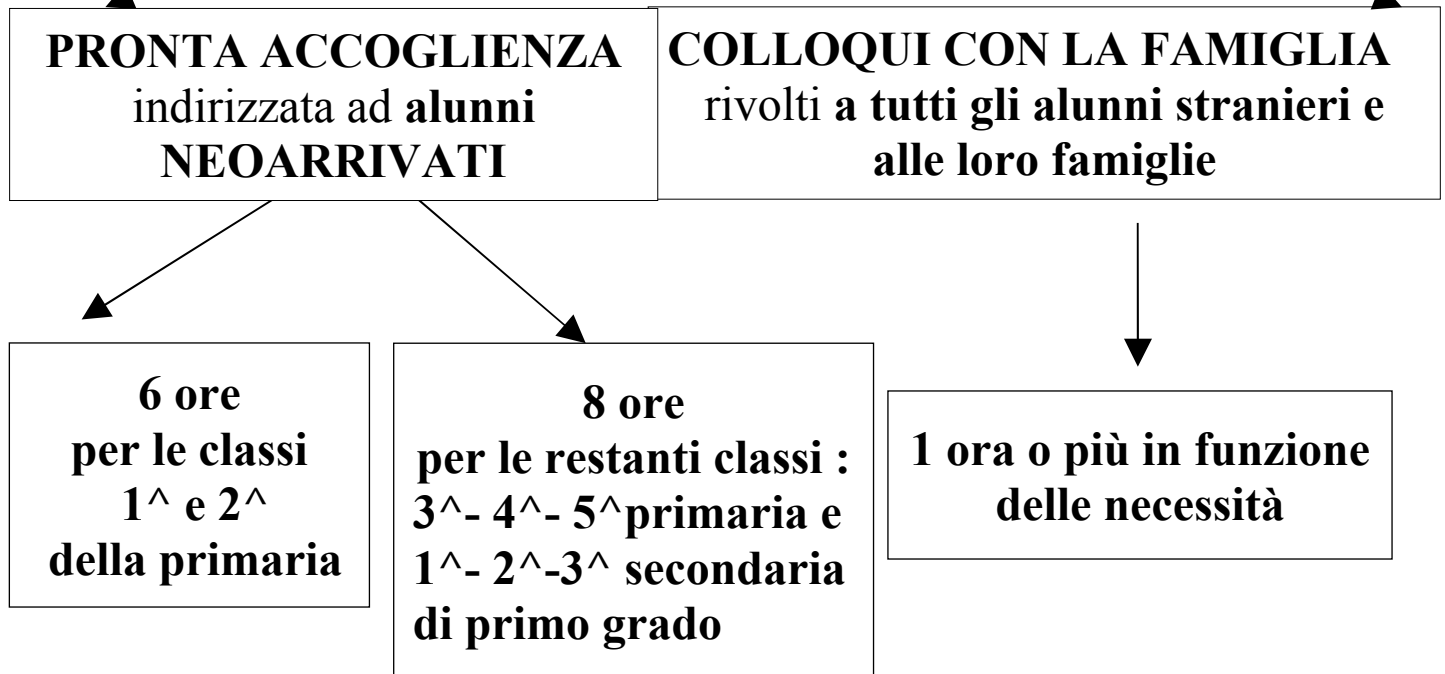 PRONTA ACCOGLIENZA
indirizzata ad alunni
NEOARRIVATI
COLLOQUI CON LA FAMIGLIA
rivolti a tutti gli alunni stranieri e
alle loro famiglie
6 ore
per le classi
1^ e 2^
della primaria
8 ore
per le restanti classi :
3^- 4^- 5^primaria e
1^- 2^-3^ secondaria
di primo grado
1 ora o più in funzione
delle necessità